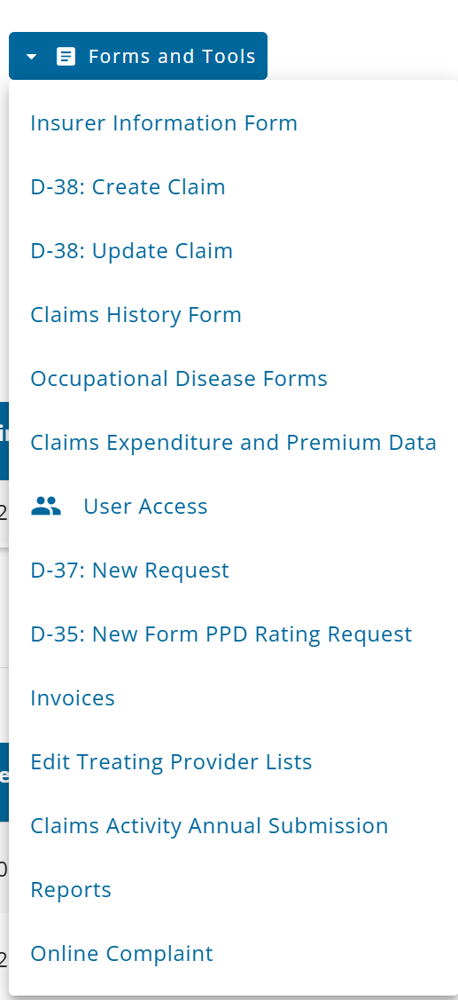 Forms and Tools
Insurer Information Form
D-38: Create Claim
D-38: Update Claim
Claims History Form
Occupational Disease Forms
Claims Expenditure and Premium Data
User Access
D-37: New Request
D-35: New Form PPD Rating Request
Invoices
Edit Treating Provider Lists
Claims Activity Annual Submission
Reports
Online Complaint